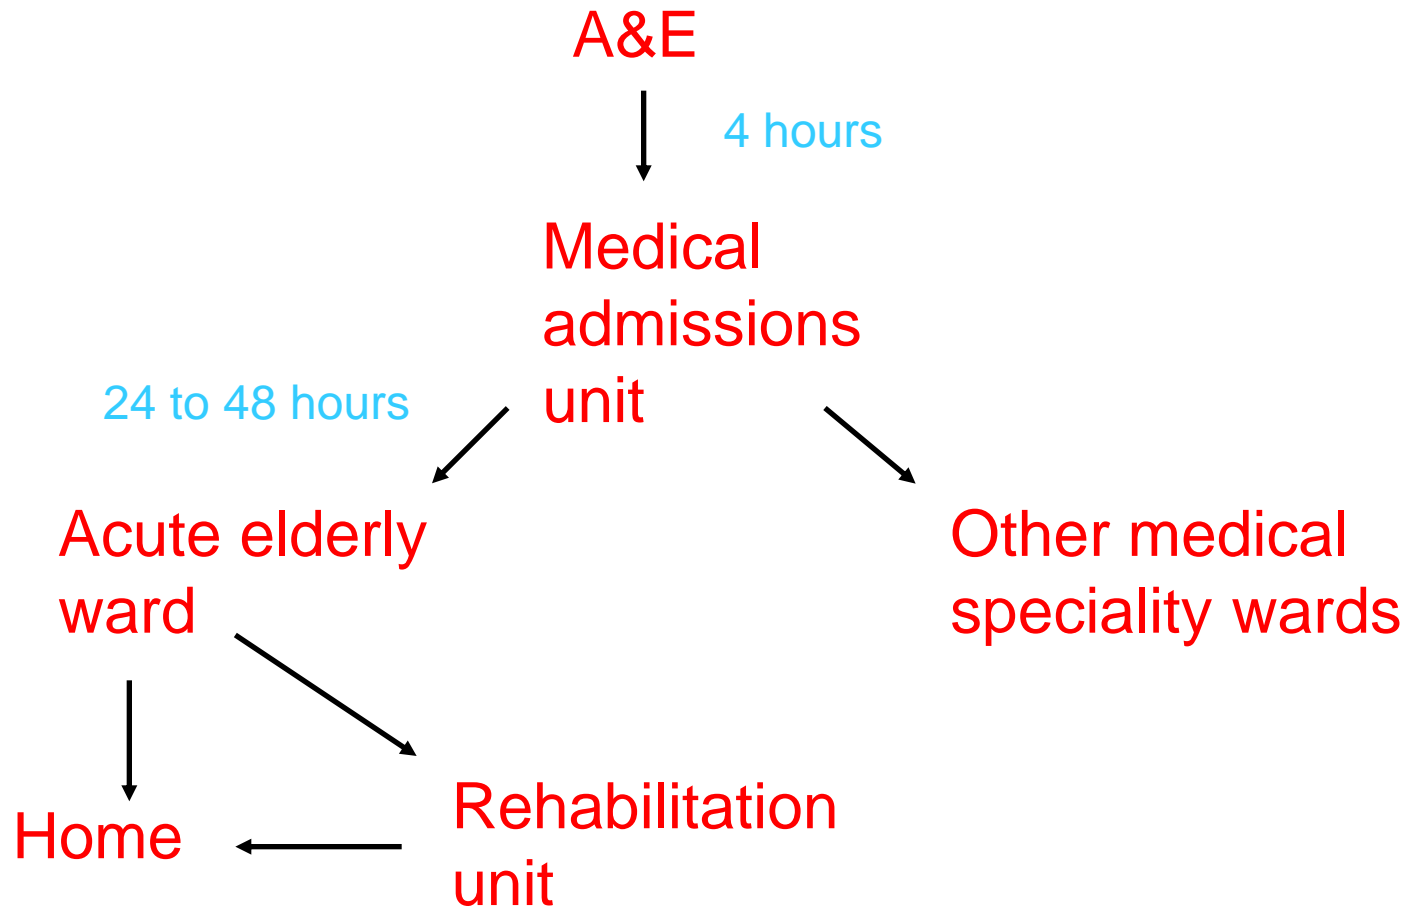 A&E
4 hours
Medical
admissions
unit
24 to 48 hours
Acute elderly
ward
Other medical
speciality wards
Home
Rehabilitation
unit